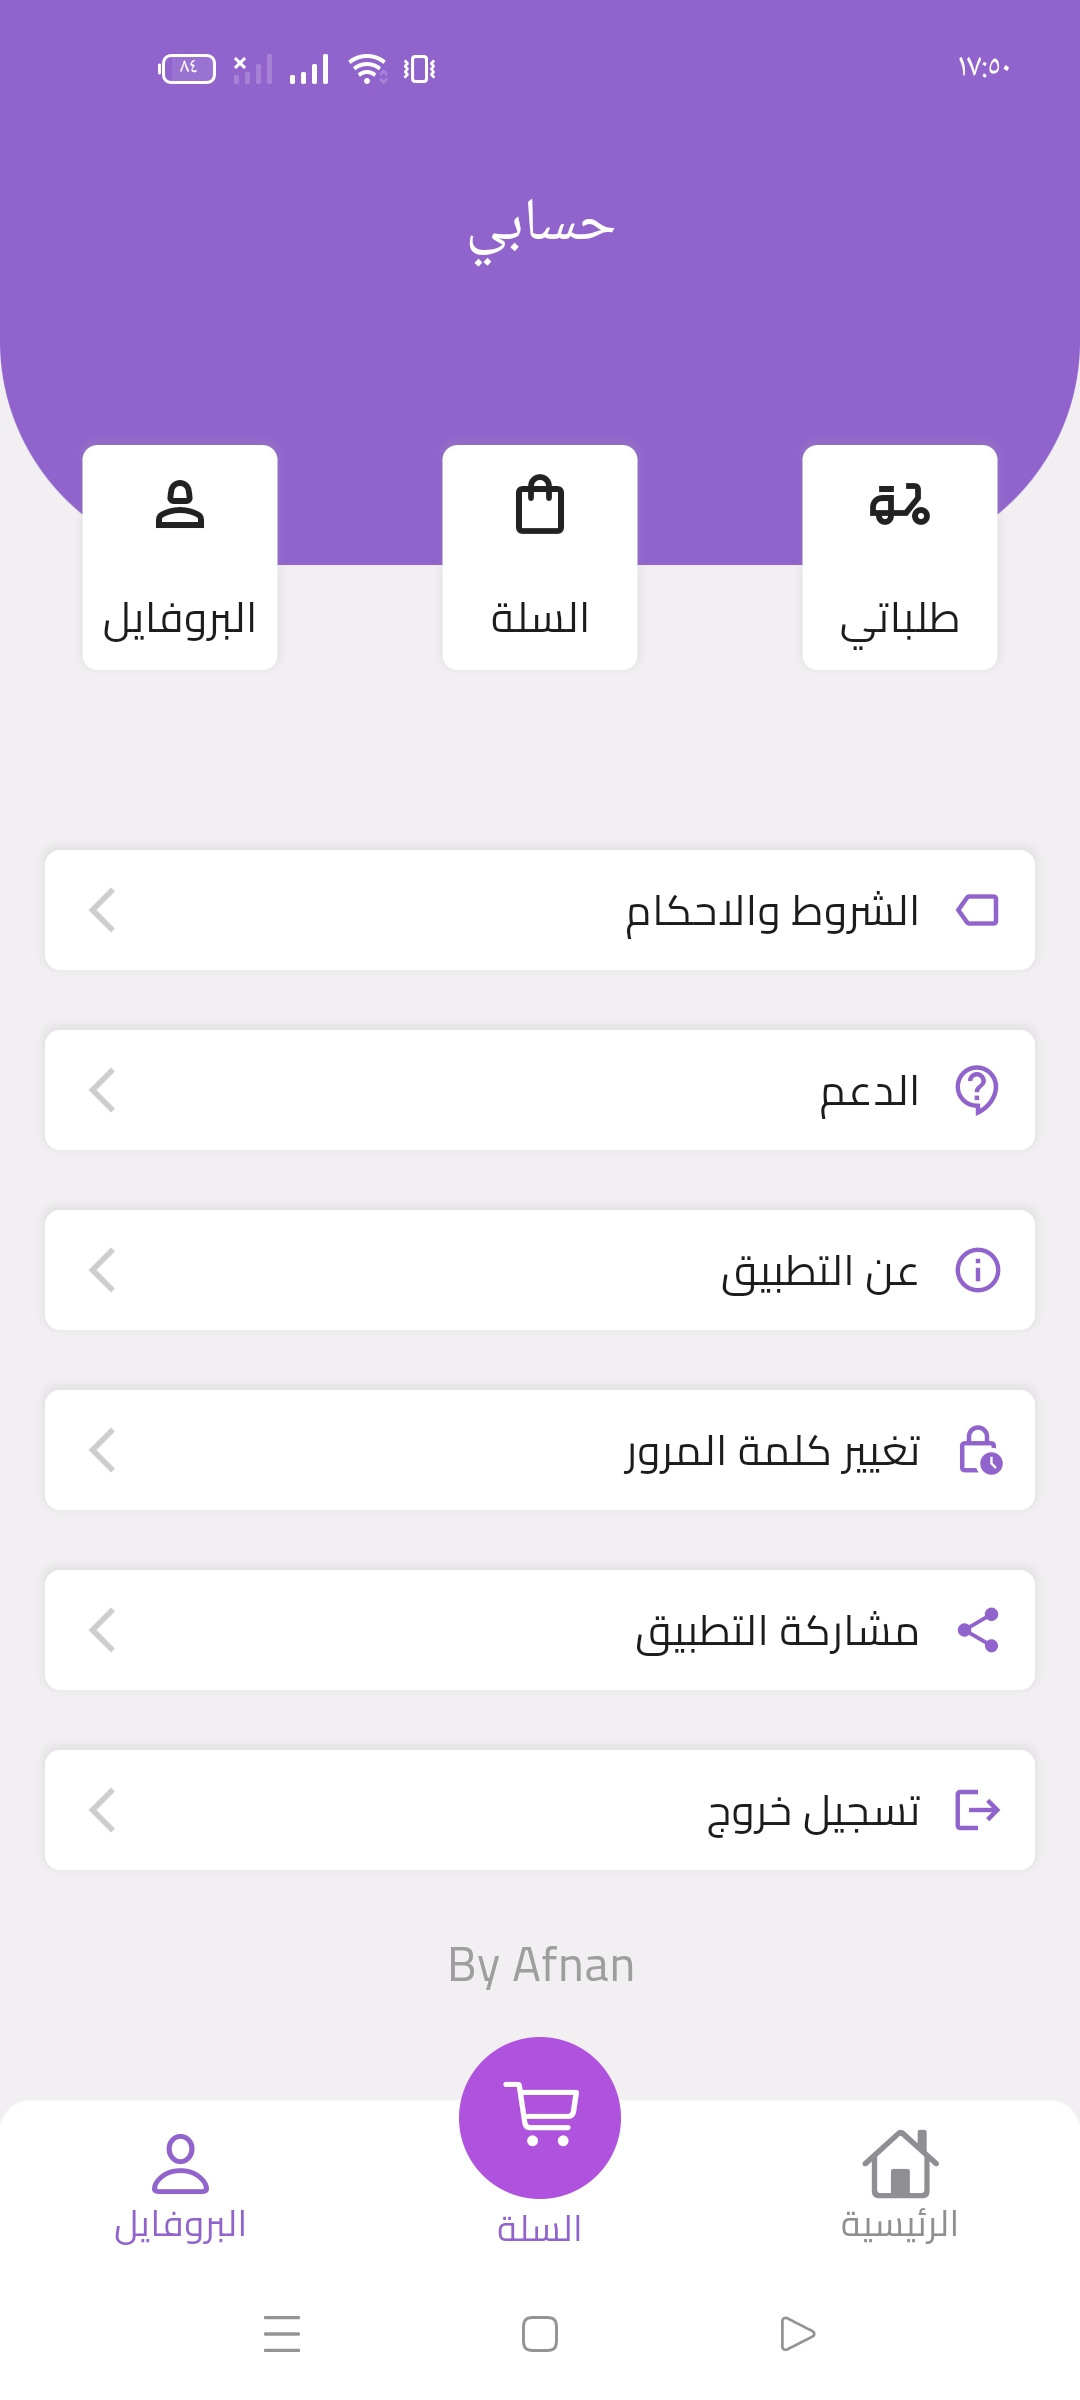 ١٧:٥٠
٨٤
حسابي
طلباتي
السلة
البروفايل
الشروط والاحكام
الدعم
عن التطبيق
تغيير كلمة المرور
مشاركة التطبيق
تسجيل خروج
By Afnan
الرئيسية
السلة
البروفايل